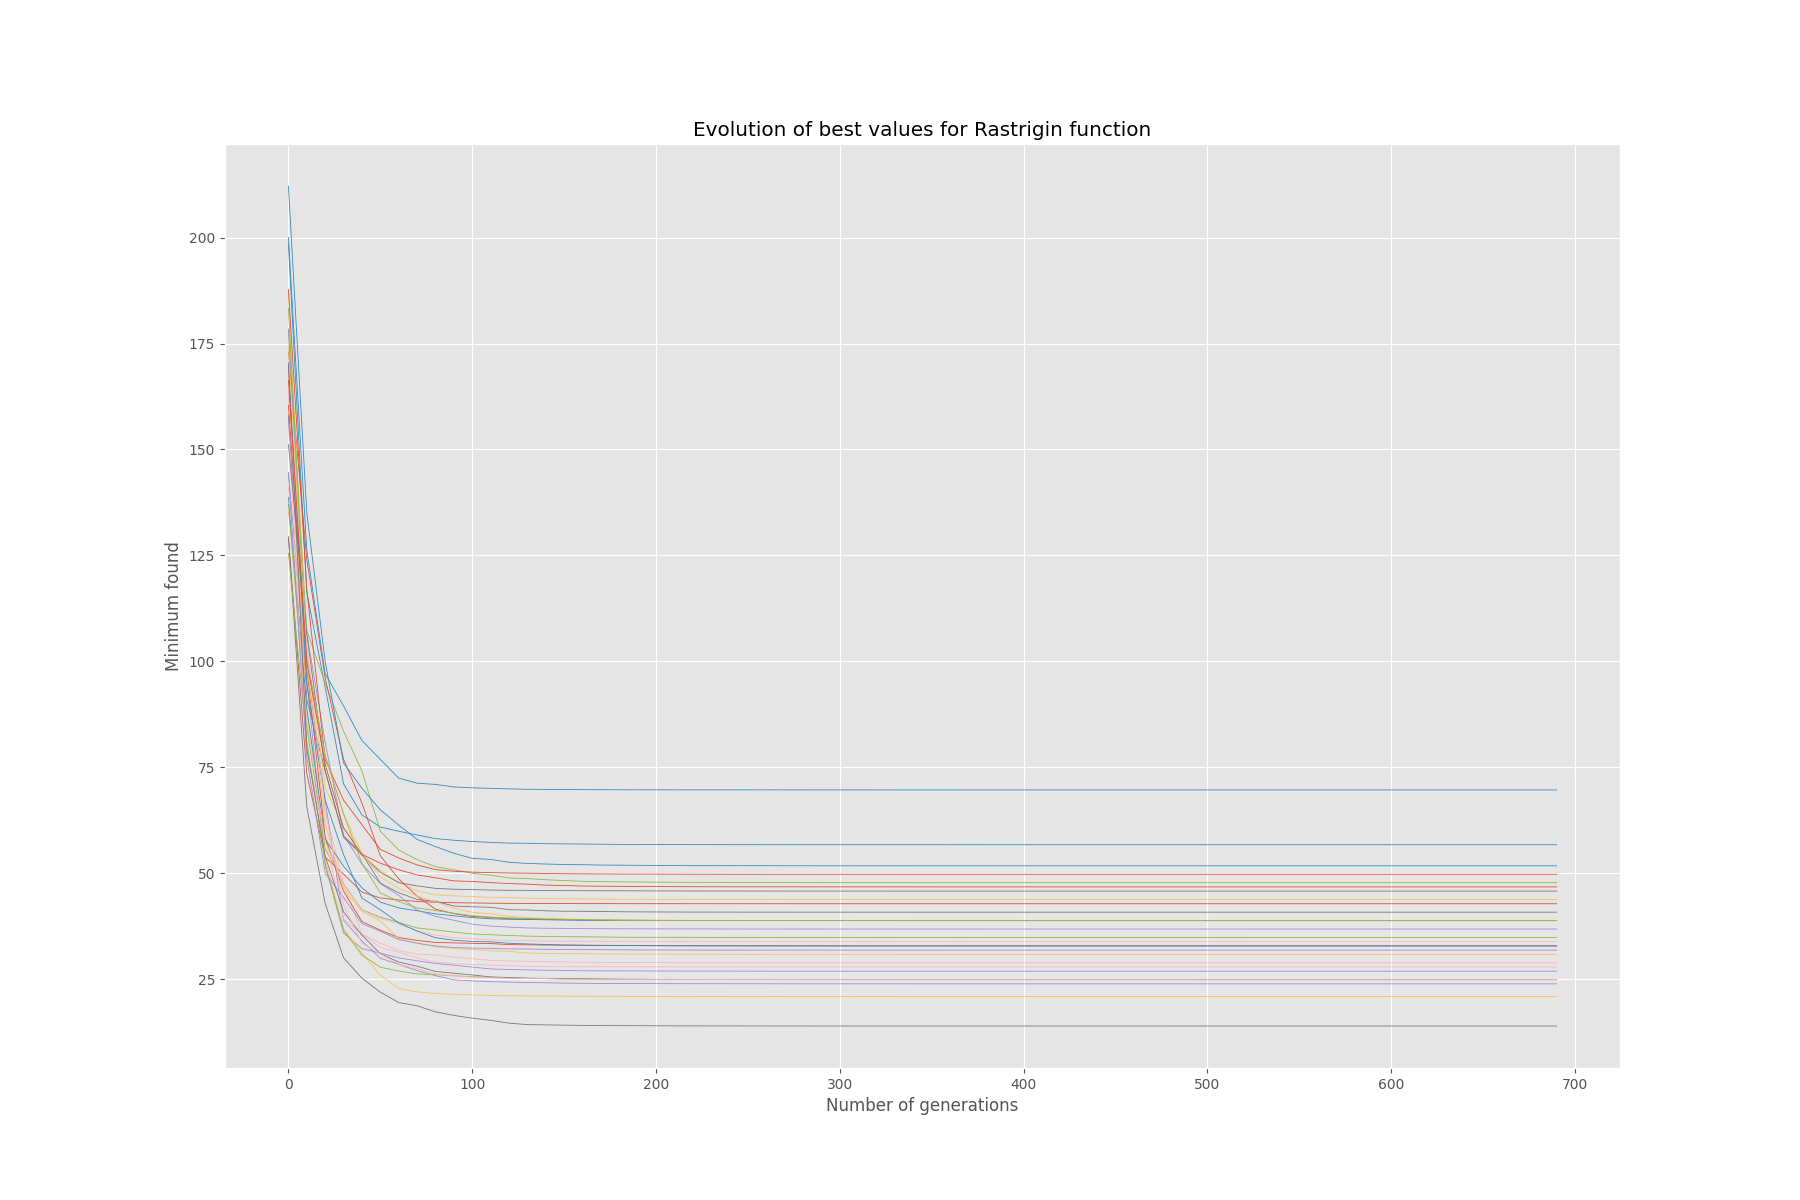 Evolution of best values for Rastrigin function
200
175
150
125
100
75
50
25
Minimum found
0 100 200 300 400 500 600 700
Number of generations